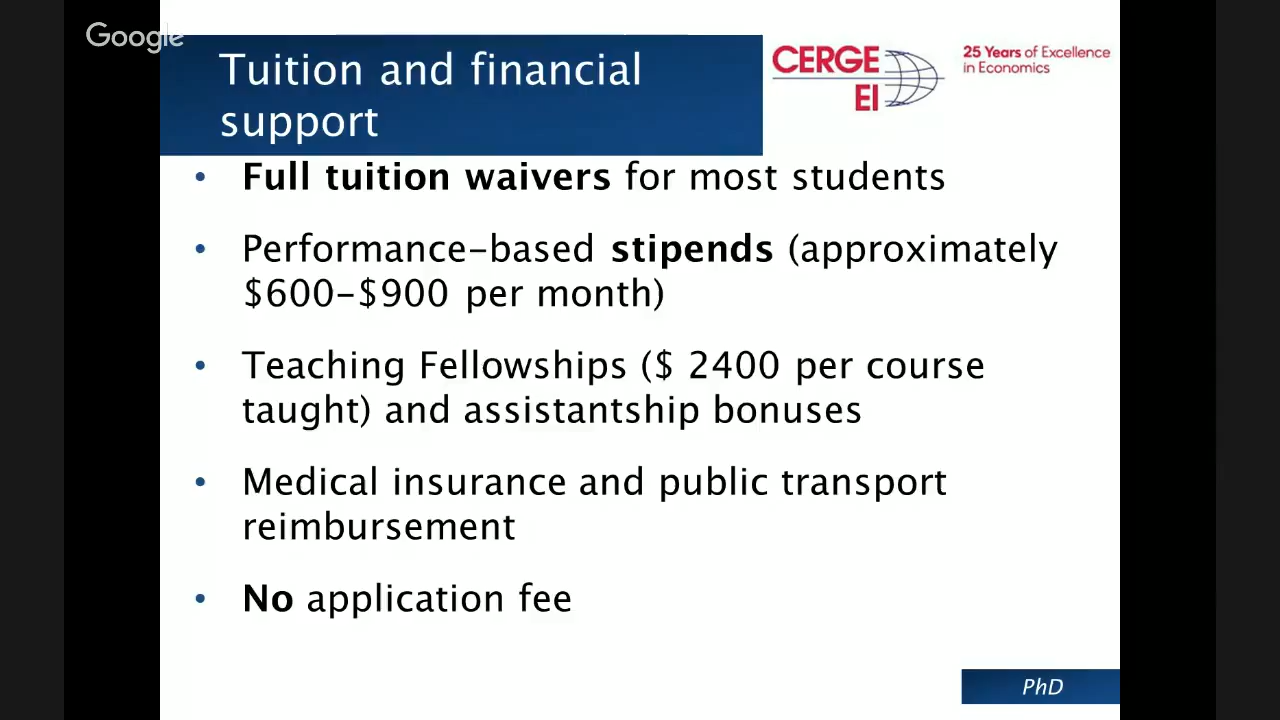 Google
Tuition and financial
support
CERGE
EI
25 Years of Excellence
in Economics
• Full tuition waivers for most students
• Performance-based stipends (approximately
$600-$900 per month)
• Teaching Fellowships ($ 2400 per course
taught) and assistantship bonuses
• Medical insurance and public transport
reimbursement
• No application fee
PhD